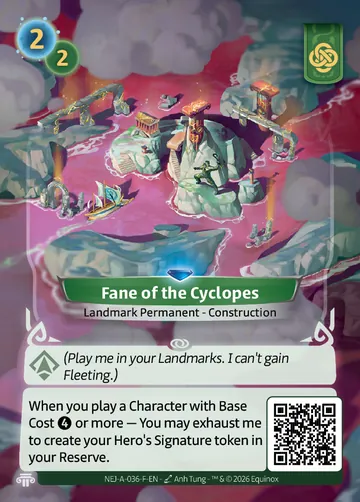 2
2
Fane of the Cyclopes
Landmark Permanent - Construction
(Play me in your Landmarks. I can't gain
Fleeting.)
When you play a Character with Base
Cost 4 or more — You may exhaust me
to create your Hero's Signature token in
your Reserve.
NEJ-A-036-F-EN - Anh Tung - ™ & © 2026 Equinox